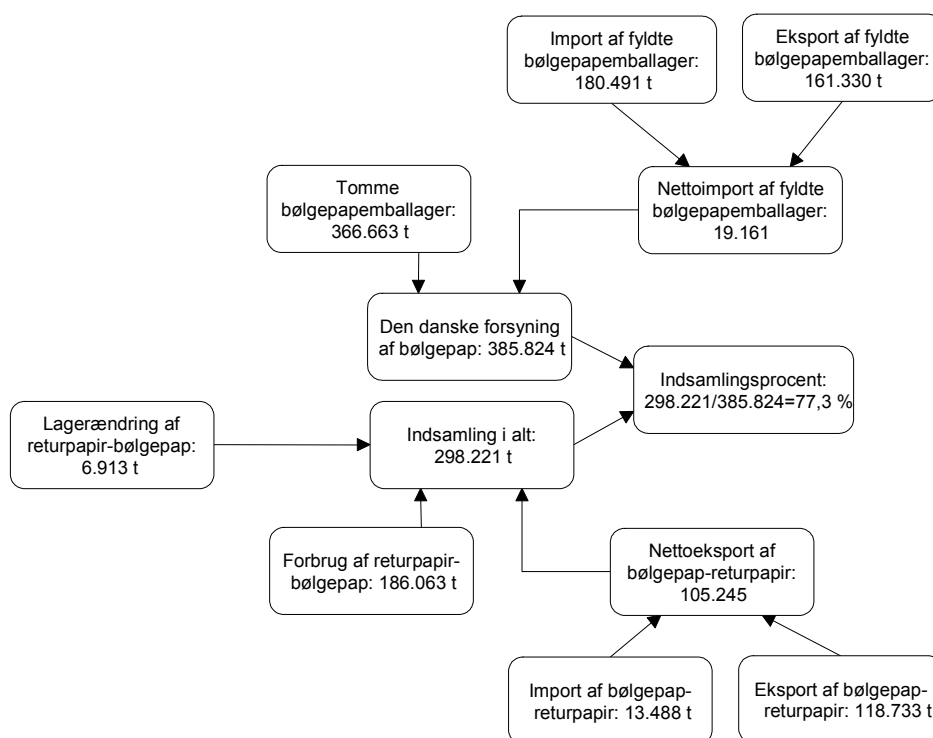 Import af fyldte
bølgepapemballager:
180.491 t
Eksport af fyldte
bølgepapemballager:
161.330 t
Tomme
bølgepapemballager:
366.663 t
Nettoimport af fyldte
bølgepapemballager:
19.161
Den danske forsyning
af bølgepap: 385.824 t
Indsamlingsprocent:
298.221/385.824=77,3 %
Lagerændring af
returpapir-bølgepap:
6.913 t
Indsamling i alt:
298.221 t
Forbrug af returpapir-
bølgepap: 186.063 t
Nettoeksport af
bølgepap-returpapir:
105.245
Import af bølgepap-
returpapir: 13.488 t
Eksport af bølgepap-
returpapir: 118.733 t